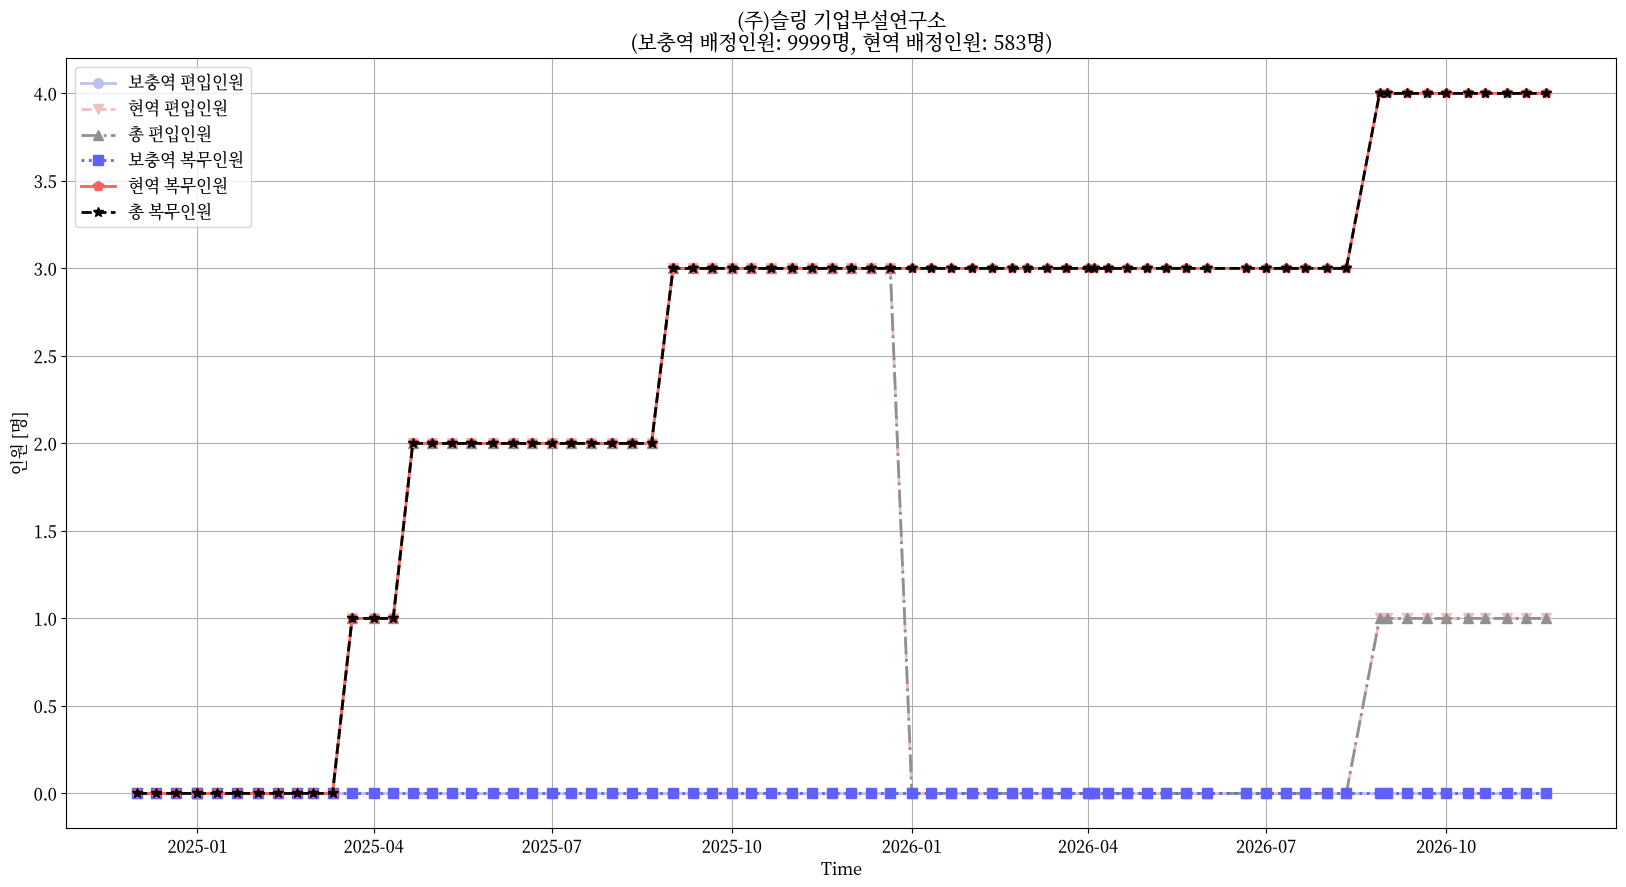 (주)슬링 기업부설연구소
(보충역 배정인원: 9999명, 현역 배정인원: 583명)
보충역 편입인원
현역 편입인원
총 편입인원
보충역 복무인원
현역 복무인원
총 복무인원
인원 [명]
4.0
3.5
3.0
2.5
2.0
1.5
1.0
0.5
0.0
2025-01 2025-04 2025-07 2025-10 2026-01 2026-04 2026-07 2026-10
Time